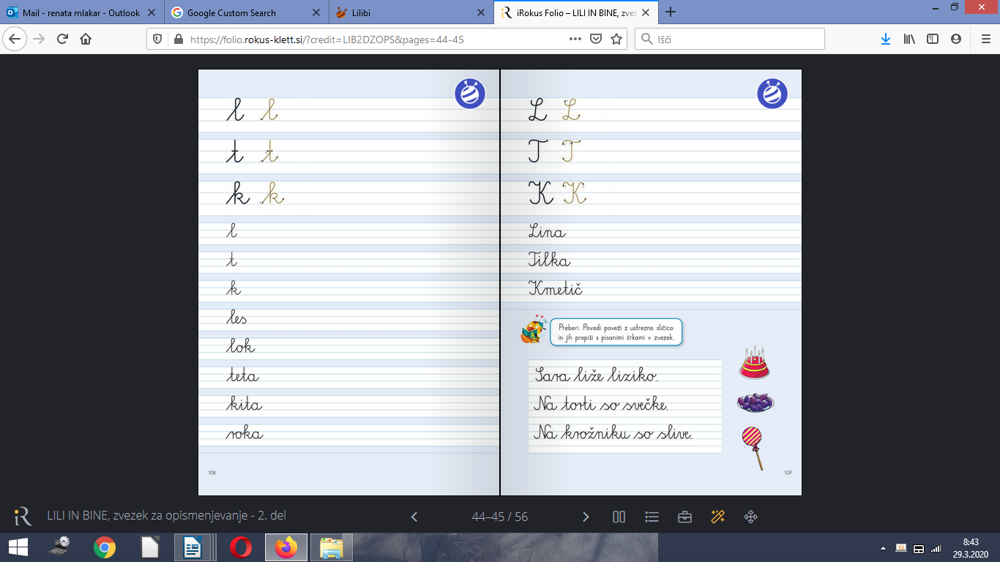 Mail - renata mlakar - Outlook
Google Custom Search
Lilibi
iRokus Folio – LILI IN BINE, zvez
https://folio.rokus-klett.si/?credit=LIB2DZOPS&pages=44-45
Išči
l l
t t
k k
l
t
k
les
lok
teta
kita
roka
106
L L
T T
K K
Lina
Tilka
Kmetič
Preberi. Povedi poveži z ustrezno sličico
in jih prepiši s pisanimi črkami v zvezek.
Sara liže liziko.
Na torti so svečke.
Na krožniku so slive.
107
iR
LILI IN BINE, zvezek za opismenjevanje - 2. del
44–45 / 56
8:43
29.3.2020